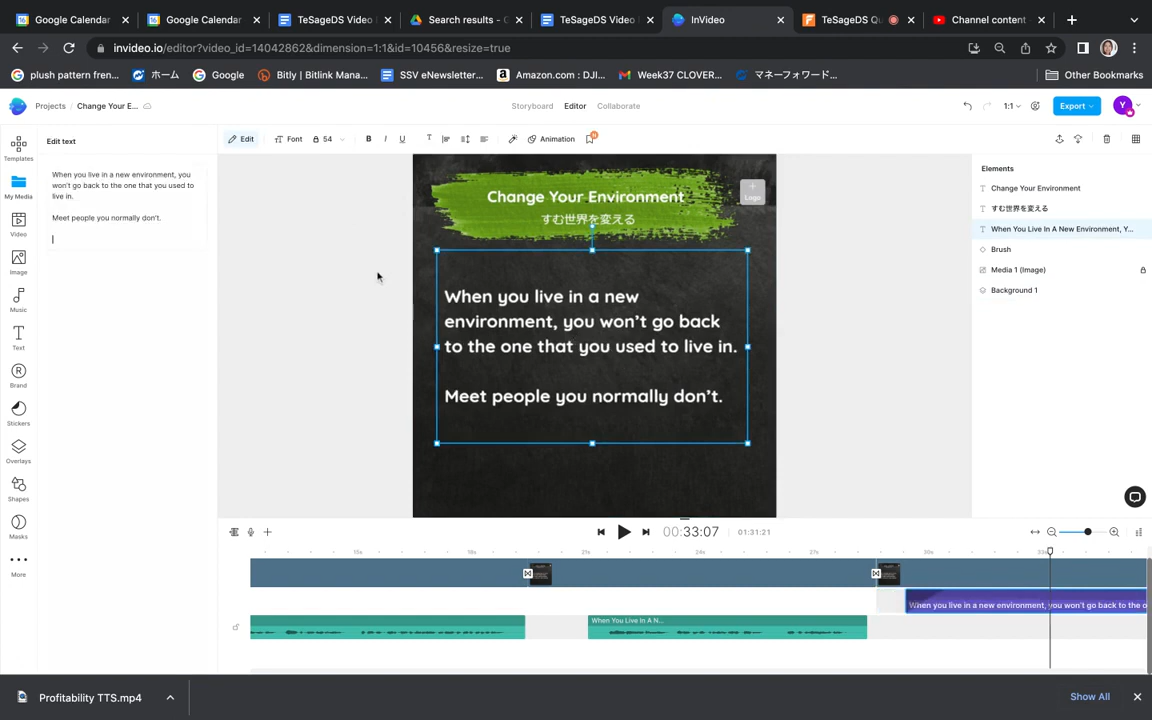 Google Calendar
Google Calendar
TeSageDS Video
Search results - G
TeSageDS Video
InVideo
TeSageDS Qu
Channel content
invideo.io/editor?video_id=14042862&dimension=1:1&id=10456&resize=true
plush pattern fren...
ホーム
Google
Bitly | Bitlink Mana...
SSV eNewsletter...
Amazon.com : DJI...
Week37 CLOVER...
マネーフォワード...
Other Bookmarks
Projects
Change Your E...
Storyboard
Editor
Collaborate
1:1
Export
Y
Edit text
Edit
Font
54
B
I
U
T
Animation
Templates
My Media
Video
Image
Music
Text
Brand
Stickers
Overlays
Shapes
Masks
More
When you live in a new environment, you
won't go back to the one that you used to
live in.
Meet people you normally don't.
Change Your Environment
すむ世界を変える
+
Logo
When you live in a new
environment, you won't go back
to the one that you used to live in.
Meet people you normally don't.
Elements
Change Your Environment
すむ世界を変える
When You Live In A New Environment, Y...
Brush
Media 1 (Image)
Background 1
00:33:07
01:31:21
15s
18s
21s
24s
27s
30s
When you live in a new environment, you won't go back to the o
When You Live In A N...
Profitability TTS.mp4
Show All